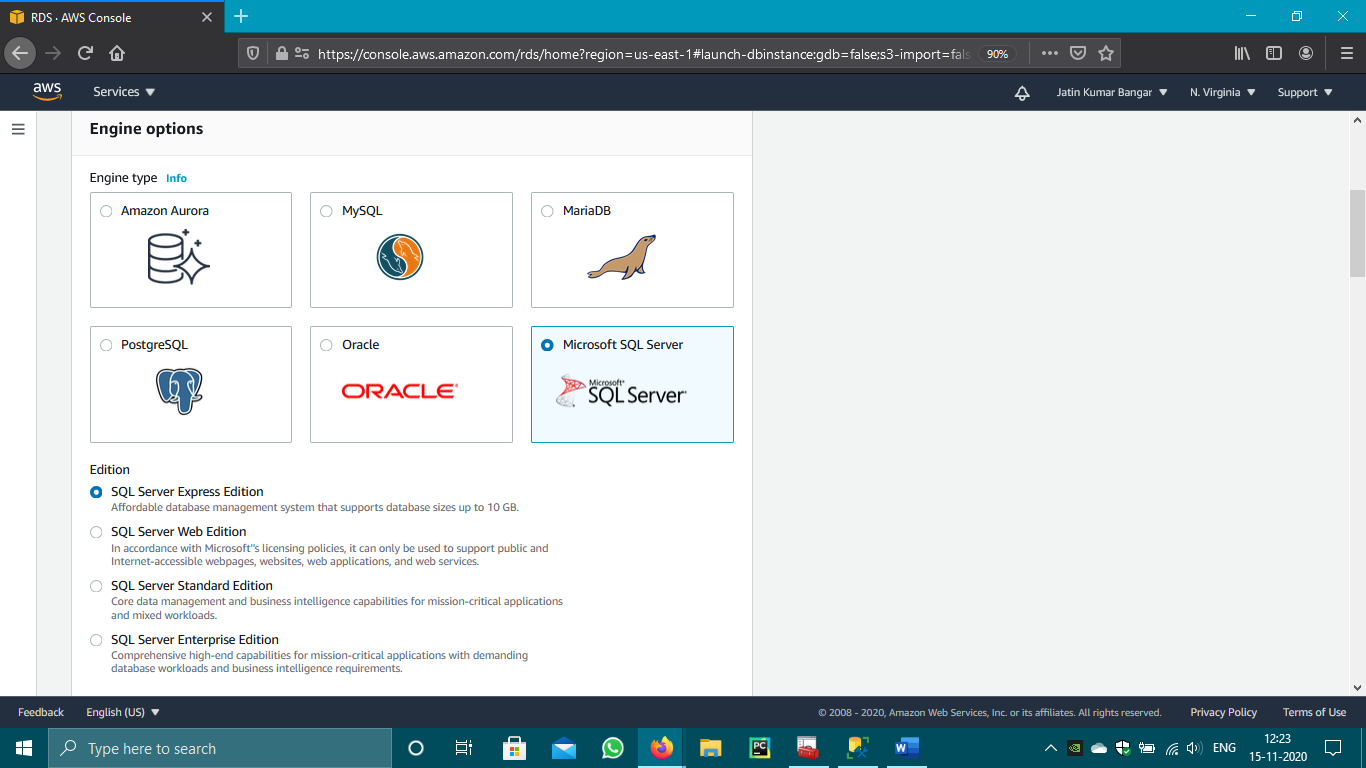 RDS · AWS Console
https://console.aws.amazon.com/rds/home?region=us-east-1#launch-dbinstance:gdb=false;s3-import=fals
90%
aws
Services
Jatin Kumar Bangar
N. Virginia
Support
Engine options
Engine type Info
Amazon Aurora
MySQL
MariaDB
PostgreSQL
Oracle
ORACLE
Microsoft SQL Server
Microsoft®
SQL Server
Edition
SQL Server Express Edition
Affordable database management system that supports database sizes up to 10 GB.
SQL Server Web Edition
In accordance with Microsoft"s licensing policies, it can only be used to support public and
Internet-accessible webpages, websites, web applications, and web services.
SQL Server Standard Edition
Core data management and business intelligence capabilities for mission-critical applications
and mixed workloads.
SQL Server Enterprise Edition
Comprehensive high-end capabilities for mission-critical applications with demanding
database workloads and business intelligence requirements.
Feedback
English (US)
© 2008 - 2020, Amazon Web Services, Inc. or its affiliates. All rights reserved.
Privacy Policy
Terms of Use
Type here to search
PC
W
ENG
12:23
15-11-2020